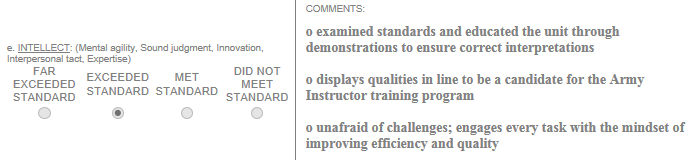 e. INTELLECT: (Mental agility, Sound judgment, Innovation,
Interpersonal tact, Expertise)
FAR
EXCEEDED
STANDARD
EXCEEDED
STANDARD
MET
STANDARD
DID NOT
MEET
STANDARD
COMMENTS:
o examined standards and educated the unit through
demonstrations to ensure correct interpretations
o displays qualities in line to be a candidate for the Army
Instructor training program
o unafraid of challenges; engages every task with the mindset of
improving efficiency and quality